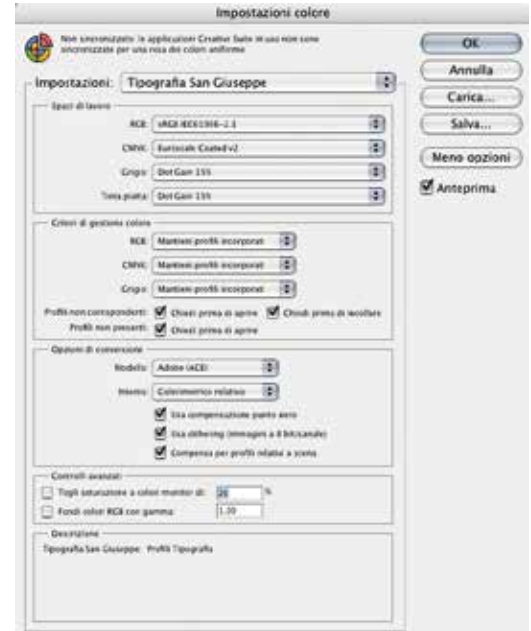 Impostazioni colore
Non sincronizzato: le applicazioni Creative Suite in uso non sono
sincronizzate per una resa dei colori uniforme
Impostazioni: Tipografia San Giuseppe
Spazi di lavoro
RGB: sRGB IEC61966-2.1
CMYK: Euroscale Coated v2
Grigio: Dot Gain 15%
Tinta piatta: Dot Gain 15%
Criteri di gestione colore
RGB: Mantieni profili incorporat
CMYK: Mantieni profili incorporat
Grigio: Mantieni profili incorporat
Profili non corrispondenti: Chiedi prima di aprire Chiedi prima di incollare
Profili non presenti: Chiedi prima di aprire
Opzioni di conversione
Modello: Adobe (ACE)
Intento: Colorimetrico relativo
Usa compensazione punto nero
Usa dithering (immagini a 8 bit/canale)
Compensa per profili relativi a scena
Controlli avanzati
Togli saturazione a colori monitor di: 20 %
Fondi colori RGB con gamma: 1,00
Descrizione
Tipografia San Giuseppe: Profili Tipografia
OK
Annulla
Carica...
Salva...
Meno opzioni
Anteprima